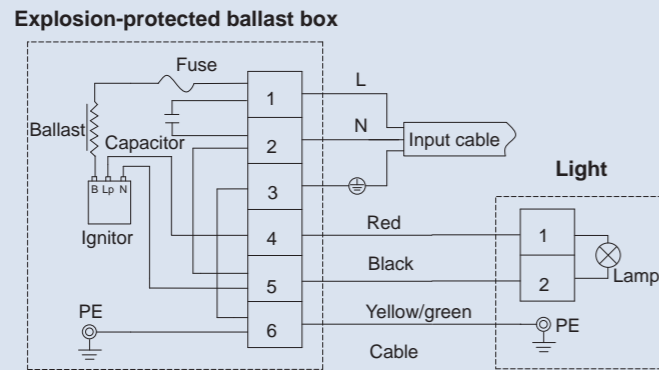 Explosion-protected ballast box
Fuse
L
1
Ballast
Capacitor
N
Input cable
2
B Lp N
3
Light
Ignitor
4
Red
1
Black
5
2
Lamp
PE
6
Yellow/green
PE
Cable